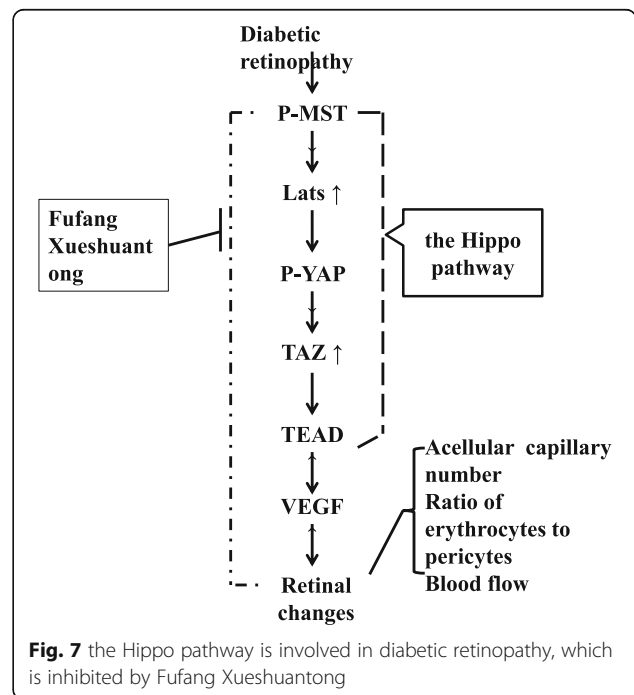 Diabetic
retinopathy
P-MST
Lats ↑
P-YAP
TAZ ↑
TEAD
VEGF
Retinal
changes
Fufang
Xueshuant
ong
the Hippo
pathway
Acellular capillary
number
Ratio of
erythrocytes to
pericytes
Blood flow
Fig. 7 the Hippo pathway is involved in diabetic retinopathy, which
is inhibited by Fufang Xueshuantong